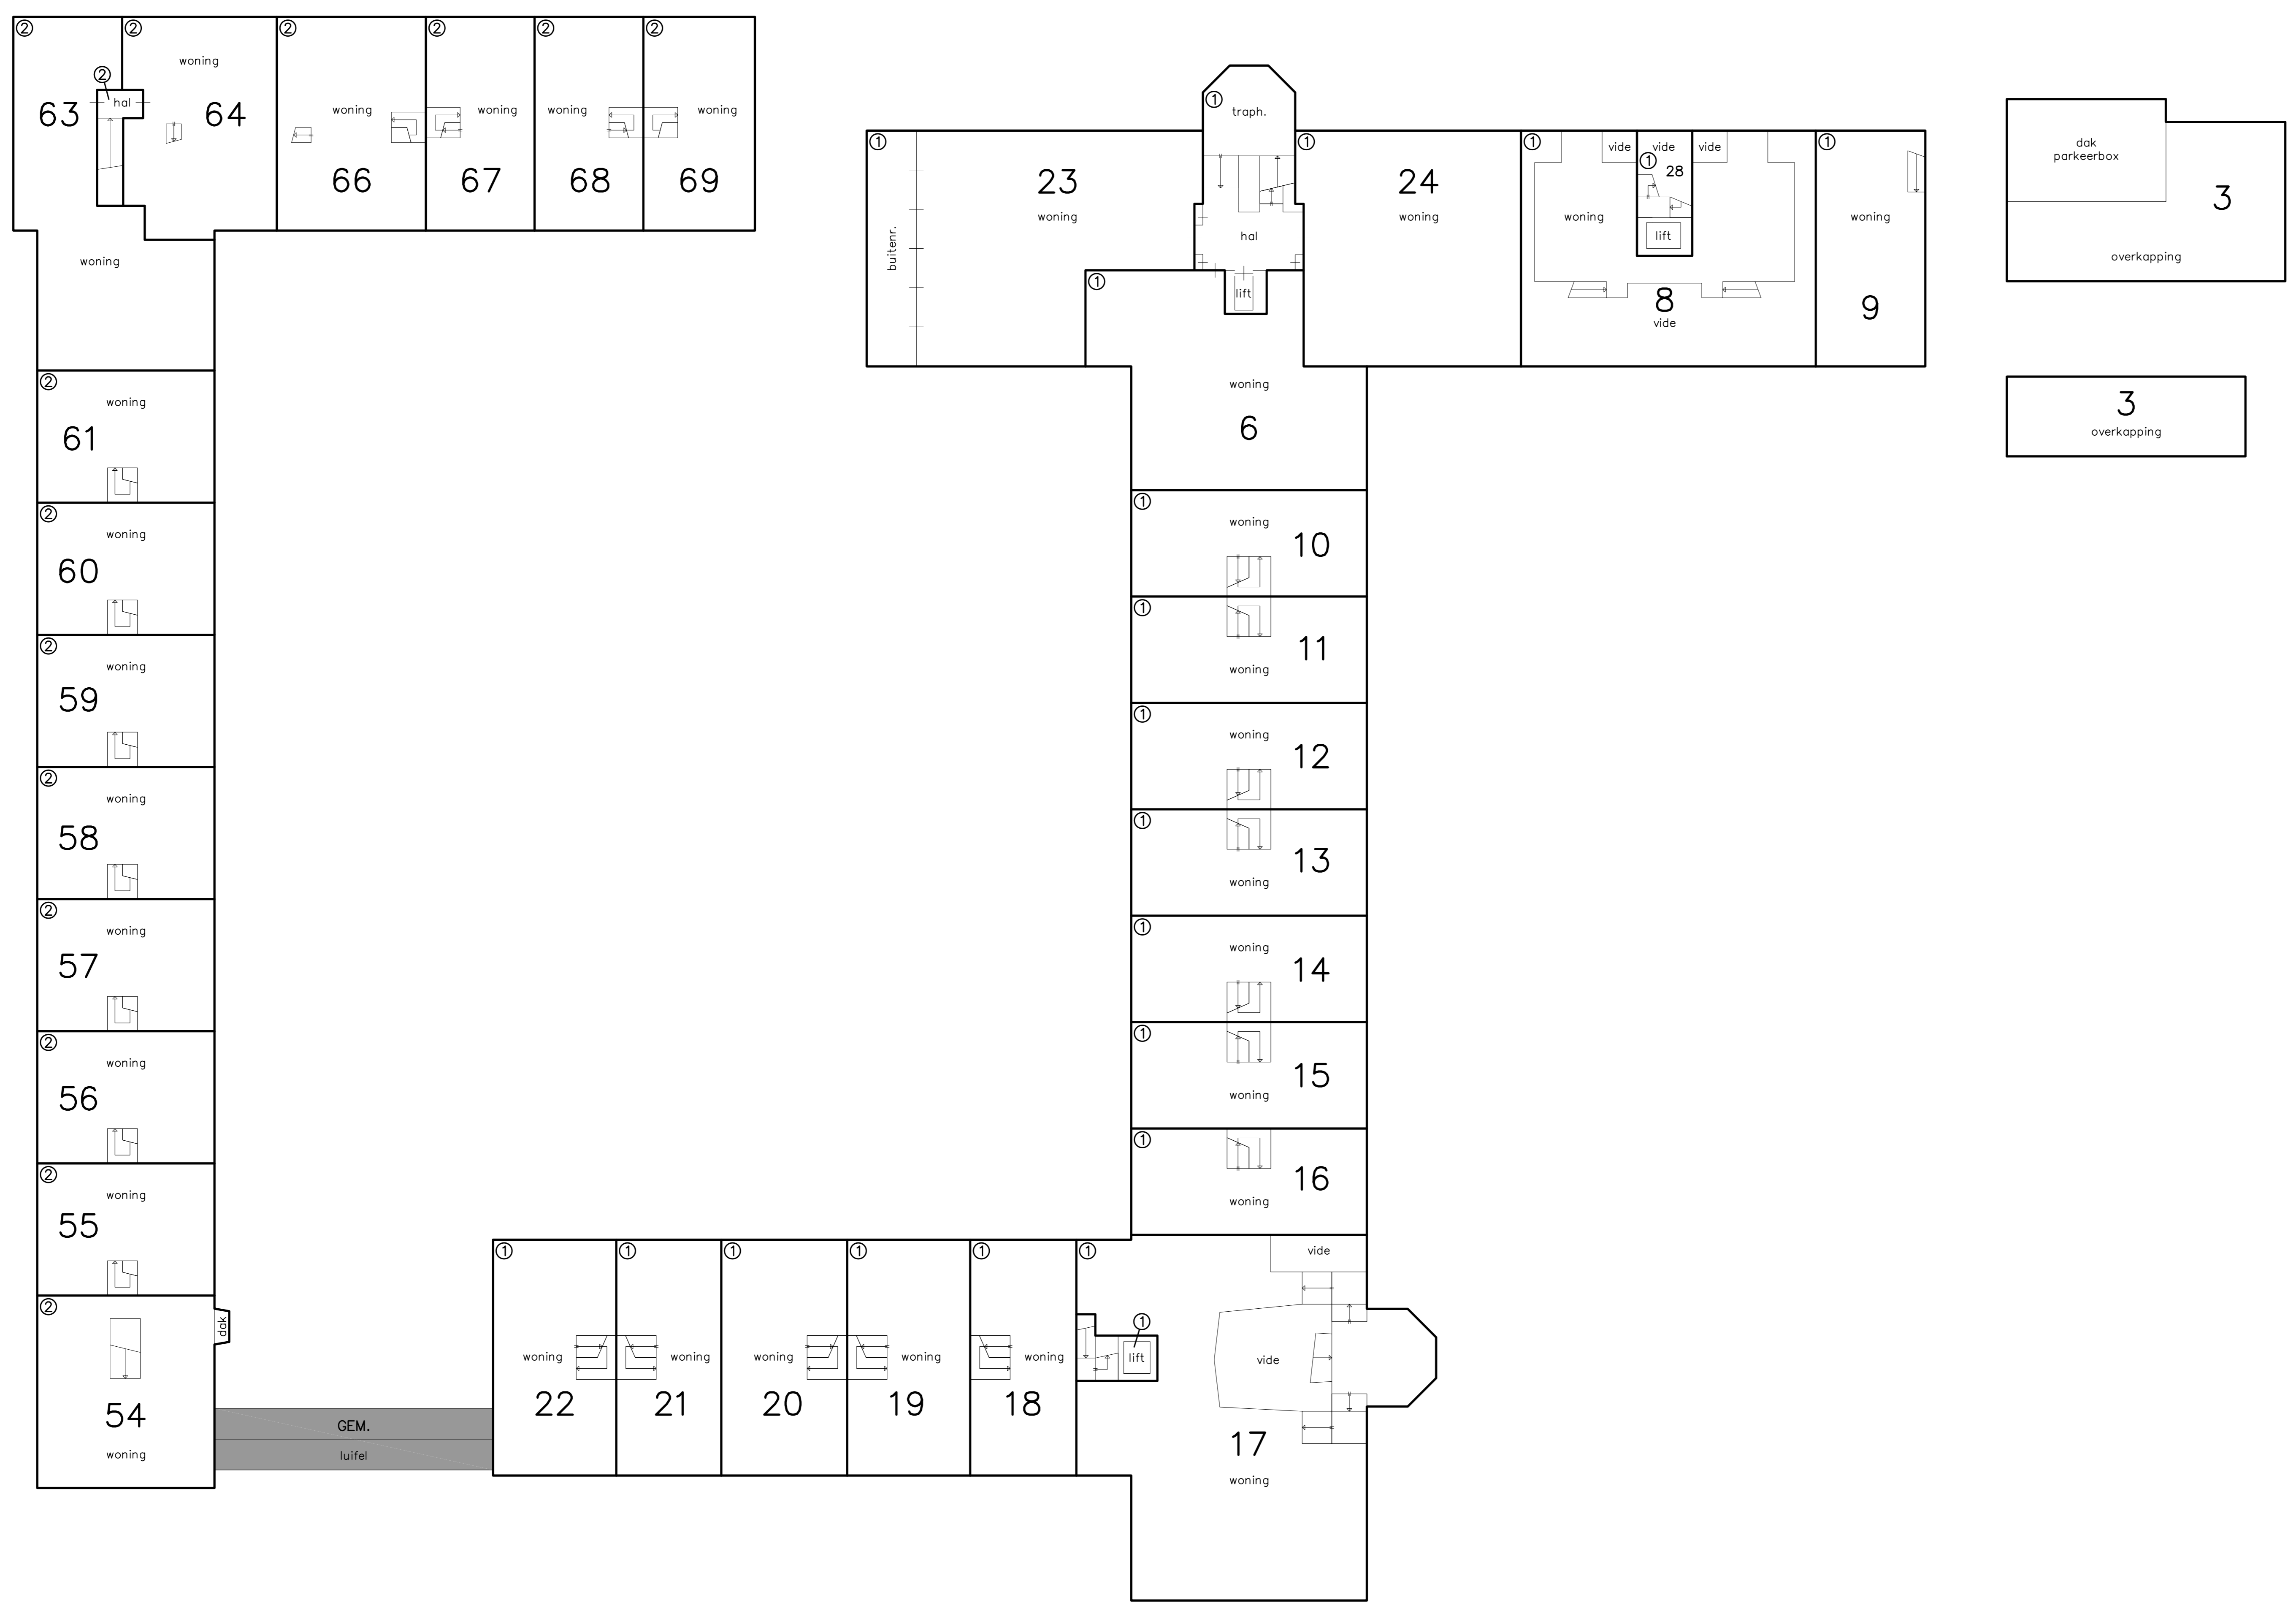 ②
②
②
②
②
②
woning
②
hal
63
64
woning
woning
woning
woning
66
67
68
69
woning
②
woning
61
②
woning
60
②
woning
59
②
woning
58
②
woning
57
②
woning
56
②
woning
55
②
dak
54
woning
GEM.
luifel
①
traph.
①
buitenr.
23
woning
hal
lift
①
24
woning
①
vide
vide
vide
①
28
woning
lift
8
vide
①
woning
9
①
woning
6
①
woning
10
①
11
woning
①
woning
12
①
13
woning
①
woning
14
①
15
woning
①
16
woning
①
woning
22
①
woning
21
①
woning
20
①
woning
19
①
woning
18
①
vide
①
lift
vide
17
woning
dak
parkeerbox
3
overkapping
3
overkapping